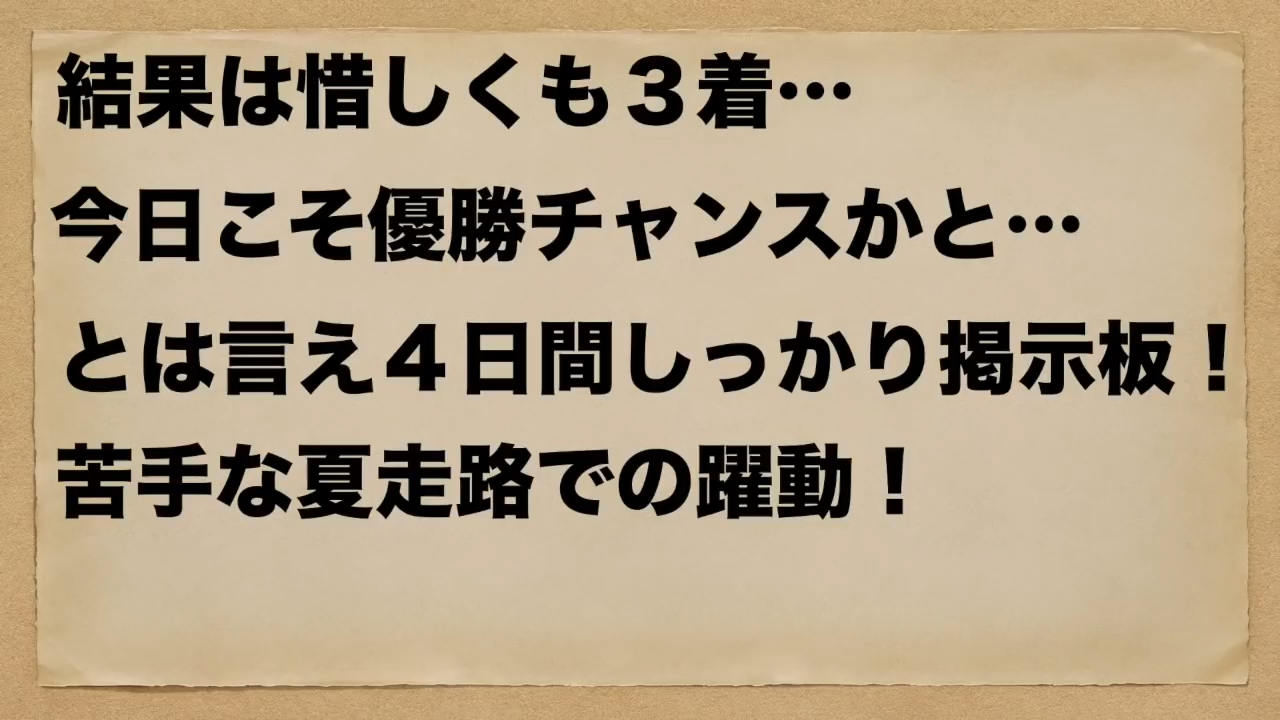 結果は惜しくも３着…
今日こそ優勝チャンスかと…
とは言え４日間しっかり掲示板！
苦手な夏走路での躍動！